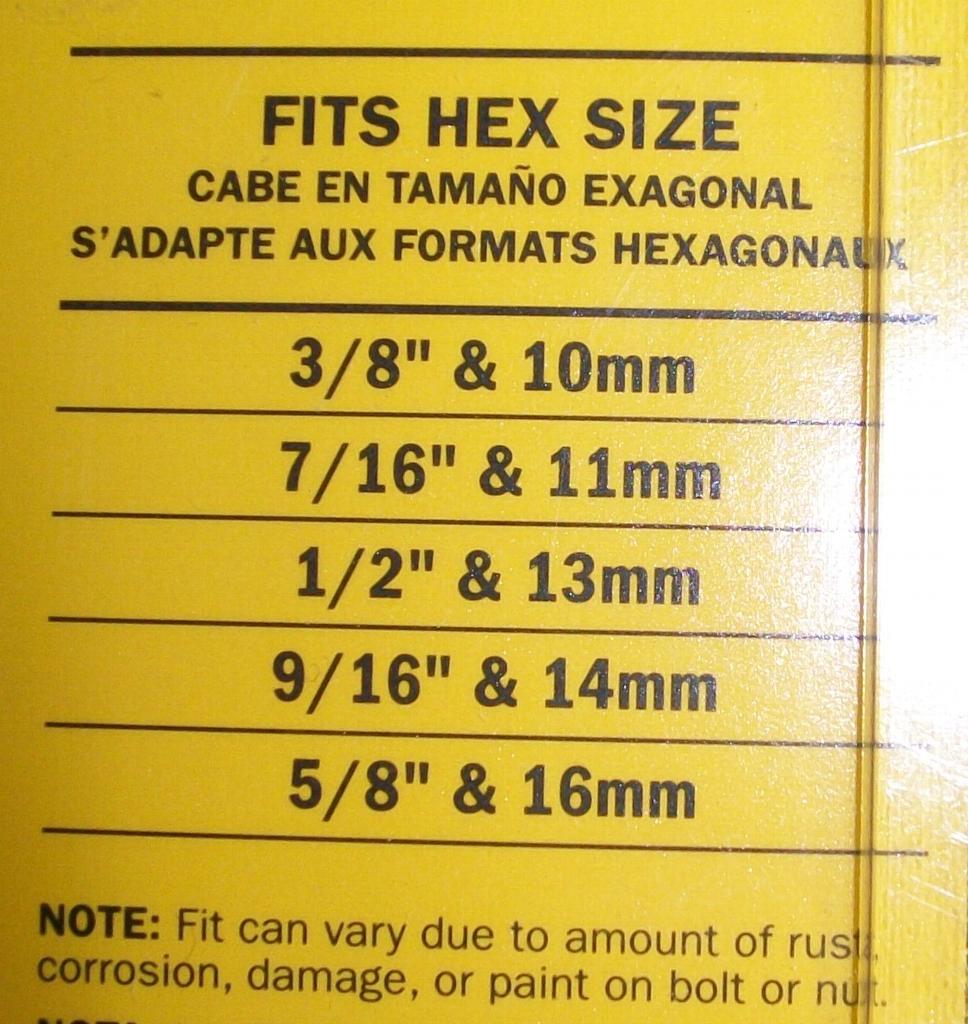 FITS HEX SIZE
CABE EN TAMAÑO EXAGONAL
S'ADAPTE AUX FORMATS HEXAGONAUX
3/8" & 10mm
7/16" & 11mm
1/2" & 13mm
9/16" & 14mm
5/8" & 16mm
NOTE: Fit can vary due to amount of rust,
corrosion, damage, or paint on bolt or nut.